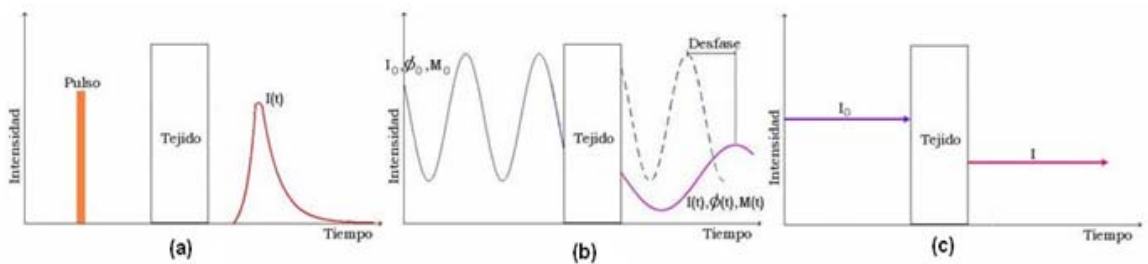 Intensidad
Pulso
Tejido
I(t)
Tiempo
(a)
Intensidad
I₀,ϕ₀,M₀
Tejido
Desfase
I(t),ϕ(t),M(t)
Tiempo
(b)
Intensidad
I₀
Tejido
I
Tiempo
(c)